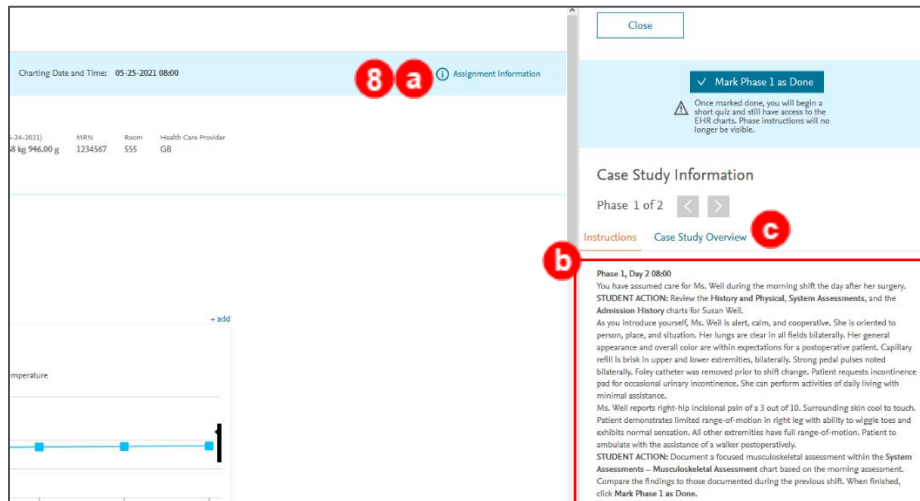 Close
Charting Date and Time: 05-25-2021 08:00
8 a Assignment Information
Mark Phase 1 as Done
Once marked done, you will begin a
short quiz and still have access to the
EHR charts. Phase instructions will no
longer be visible.
5-24-2021) MRN Room Health Care Provider
58 kg 946.00 g 1234567 555 GB
Case Study Information
Phase 1 of 2
Instructions Case Study Overview c
b
Phase 1, Day 2 08:00
You have assumed care for Ms. Well during the morning shift the day after her surgery.
STUDENT ACTION: Review the History and Physical, System Assessments, and the
Admission History charts for Susan Well.
As you introduce yourself, Ms. Well is alert, calm, and cooperative. She is oriented to
person, place, and situation. Her lungs are clear in all fields bilaterally. Her general
appearance and overall color are within expectations for a postoperative patient. Capillary
refill is brisk in upper and lower extremities, bilaterally. Strong pedal pulses noted
bilaterally. Foley catheter was removed prior to shift change. Patient requests incontinence
pad for occasional urinary incontinence. She can perform activities of daily living with
minimal assistance.
Ms. Well reports right-hip incisional pain of a 3 out of 10. Surrounding skin cool to touch.
Patient demonstrates limited range-of-motion in right leg with ability to wiggle toes and
exhibits normal sensation. All other extremities have full range-of-motion. Patient to
ambulate with the assistance of a walker postoperatively.
STUDENT ACTION: Document a focused musculoskeletal assessment within the System
Assessments – Musculoskeletal Assessment chart based on the morning assessment.
Compare the findings to those documented during the previous shift. When finished,
click Mark Phase 1 as Done.
+ add
emperature